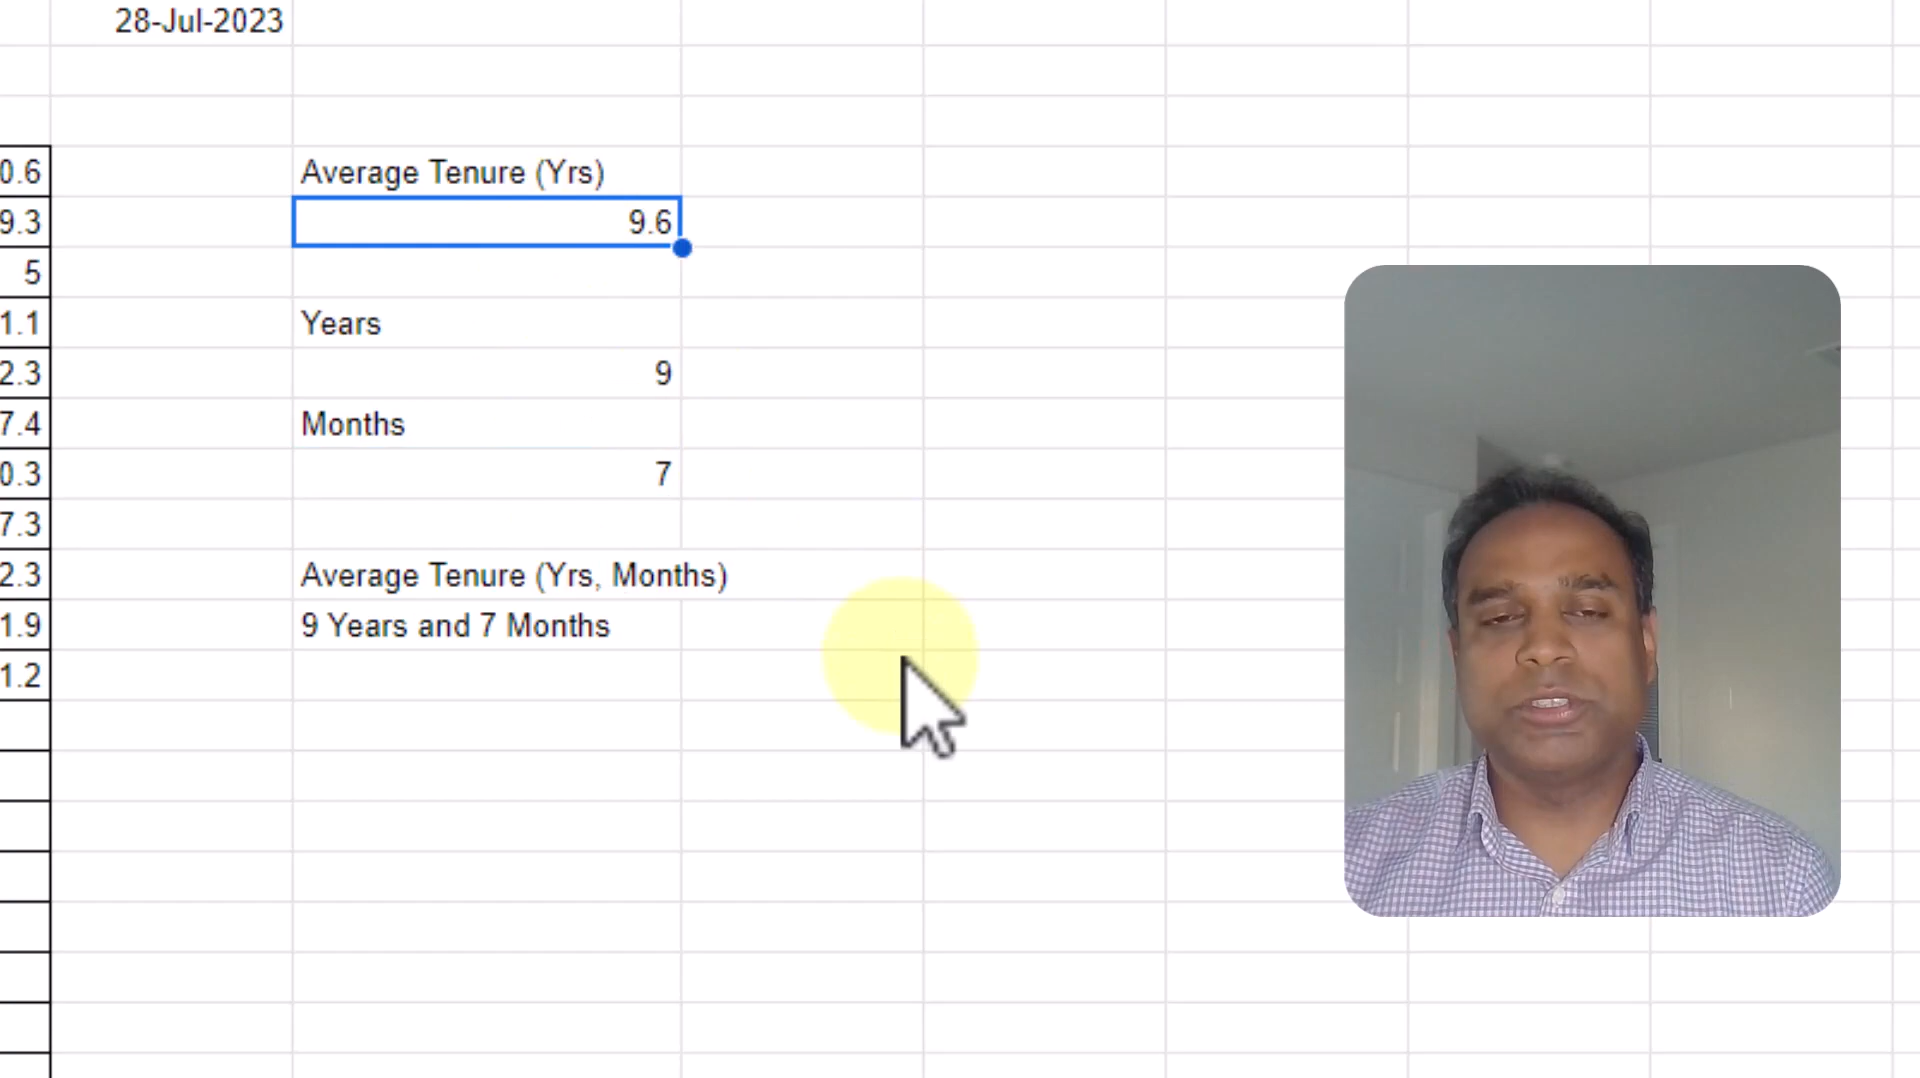 28-Jul-2023
0.6 Average Tenure (Yrs)
9.3 9.6
5
1.1 Years
2.3 9
7.4 Months
0.3 7
7.3
2.3 Average Tenure (Yrs, Months)
1.9 9 Years and 7 Months
1.2